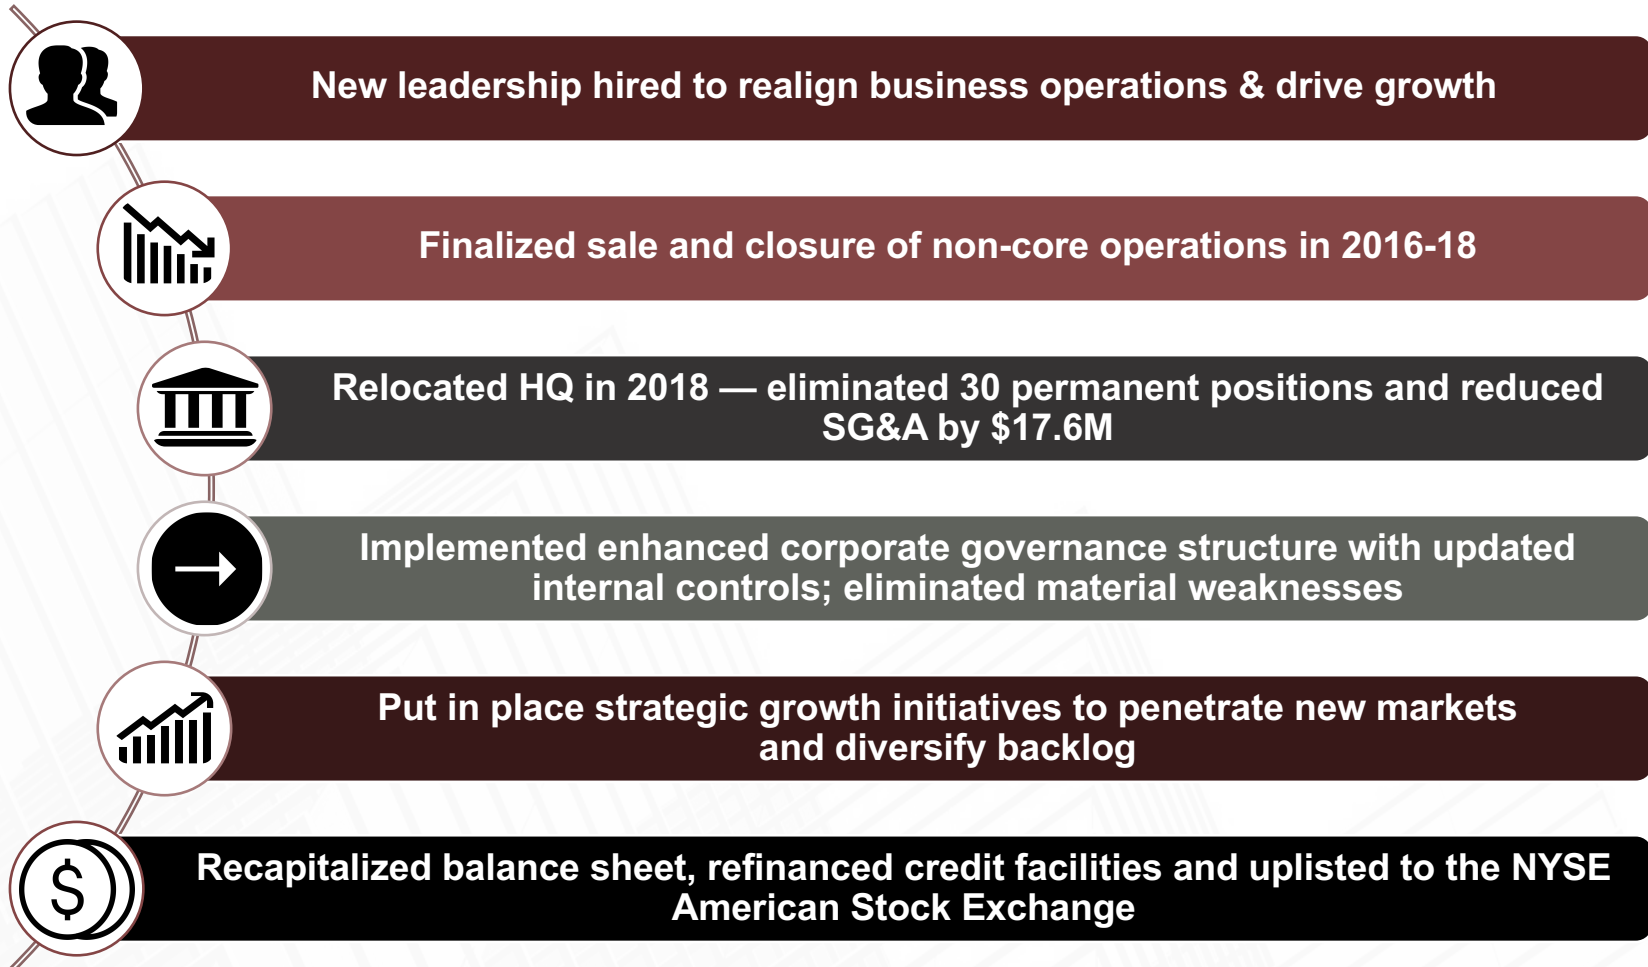 New leadership hired to realign business operations & drive growth
Finalized sale and closure of non-core operations in 2016-18
Relocated HQ in 2018 — eliminated 30 permanent positions and reduced
SG&A by $17.6M
Implemented enhanced corporate governance structure with updated
internal controls; eliminated material weaknesses
Put in place strategic growth initiatives to penetrate new markets
and diversify backlog
Recapitalized balance sheet, refinanced credit facilities and uplisted to the NYSE
American Stock Exchange
$